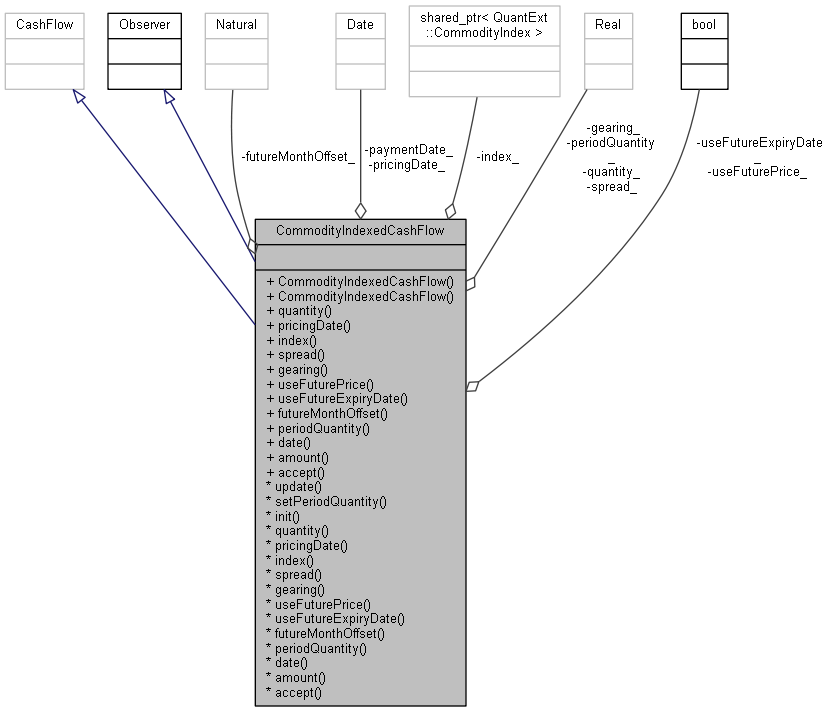 CashFlow
Observer
Natural
Date
shared_ptr< QuantExt
::CommodityIndex >
Real
bool
-futureMonthOffset_
-paymentDate_
-pricingDate_
-index_
-gearing_
-periodQuantity
_
-quantity_
-spread_
-useFutureExpiryDate
_
-useFuturePrice_
CommodityIndexedCashFlow
+ CommodityIndexedCashFlow()
+ CommodityIndexedCashFlow()
+ quantity()
+ pricingDate()
+ index()
+ spread()
+ gearing()
+ useFuturePrice()
+ useFutureExpiryDate()
+ futureMonthOffset()
+ periodQuantity()
+ date()
+ amount()
+ accept()
* update()
* setPeriodQuantity()
* init()
* quantity()
* pricingDate()
* index()
* spread()
* gearing()
* useFuturePrice()
* useFutureExpiryDate()
* futureMonthOffset()
* periodQuantity()
* date()
* amount()
* accept()